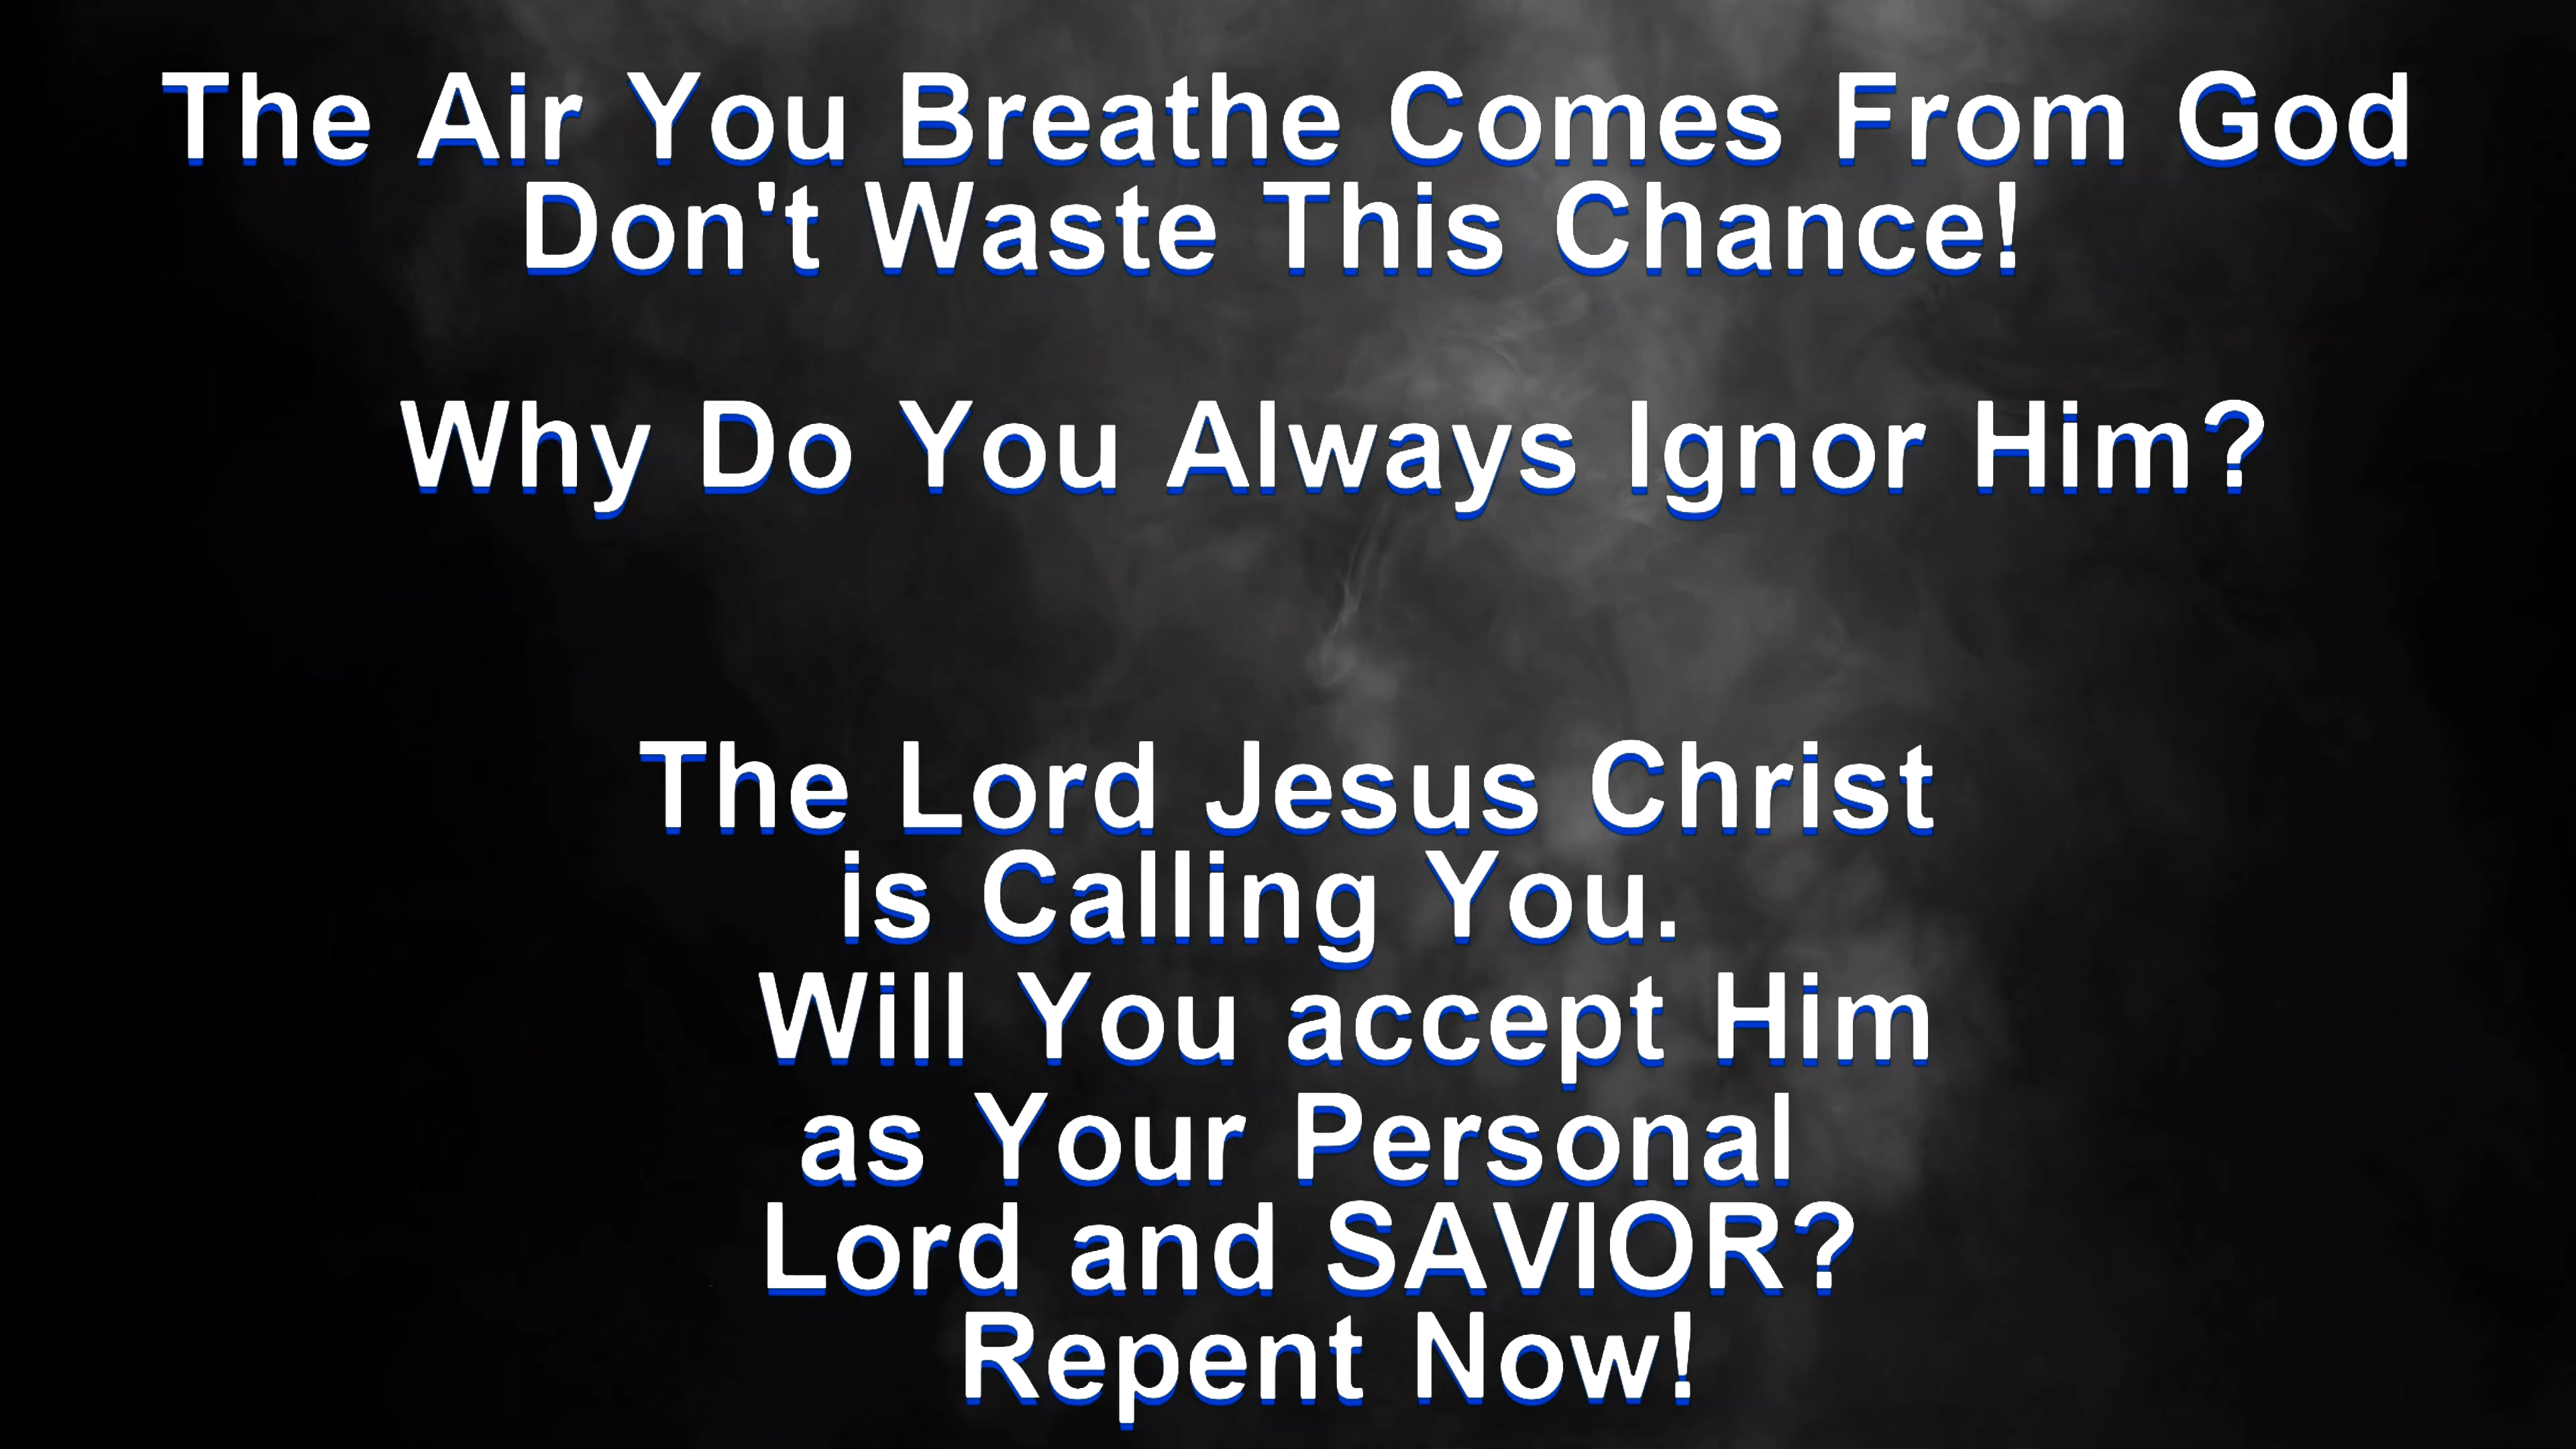 The Air You Breathe Comes From God
Don't Waste This Chance!
Why Do You Always Ignor Him?
The Lord Jesus Christ
is Calling You.
Will You accept Him
as Your Personal
Lord and SAVIOR?
Repent Now!